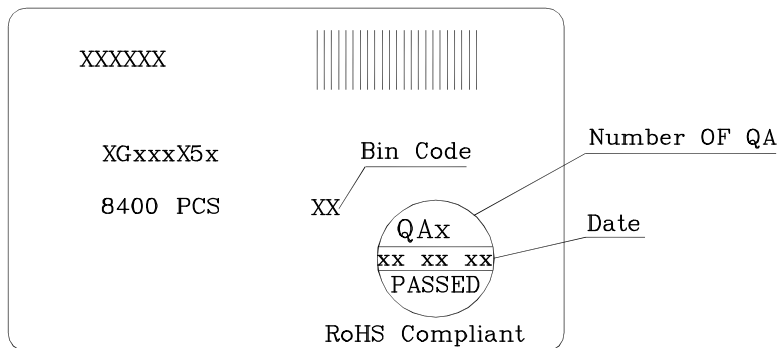 XXXXXX
Number OF QA
XGxxxX5x
Bin Code
8400 PCS
XX
QAx
Date
xx xx xx
PASSED
RoHS Compliant